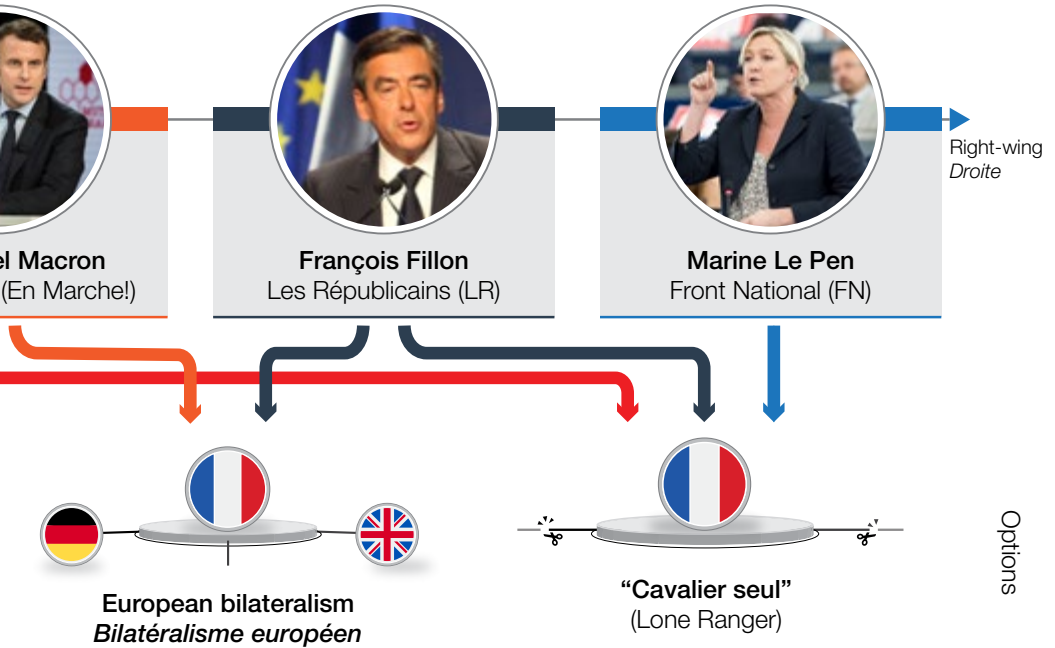 Right-wing
Droite
el Macron
(En Marche!)
François Fillon
Les Républicains (LR)
Marine Le Pen
Front National (FN)
European bilateralism
Bilatéralisme européen
“Cavalier seul”
(Lone Ranger)
Options